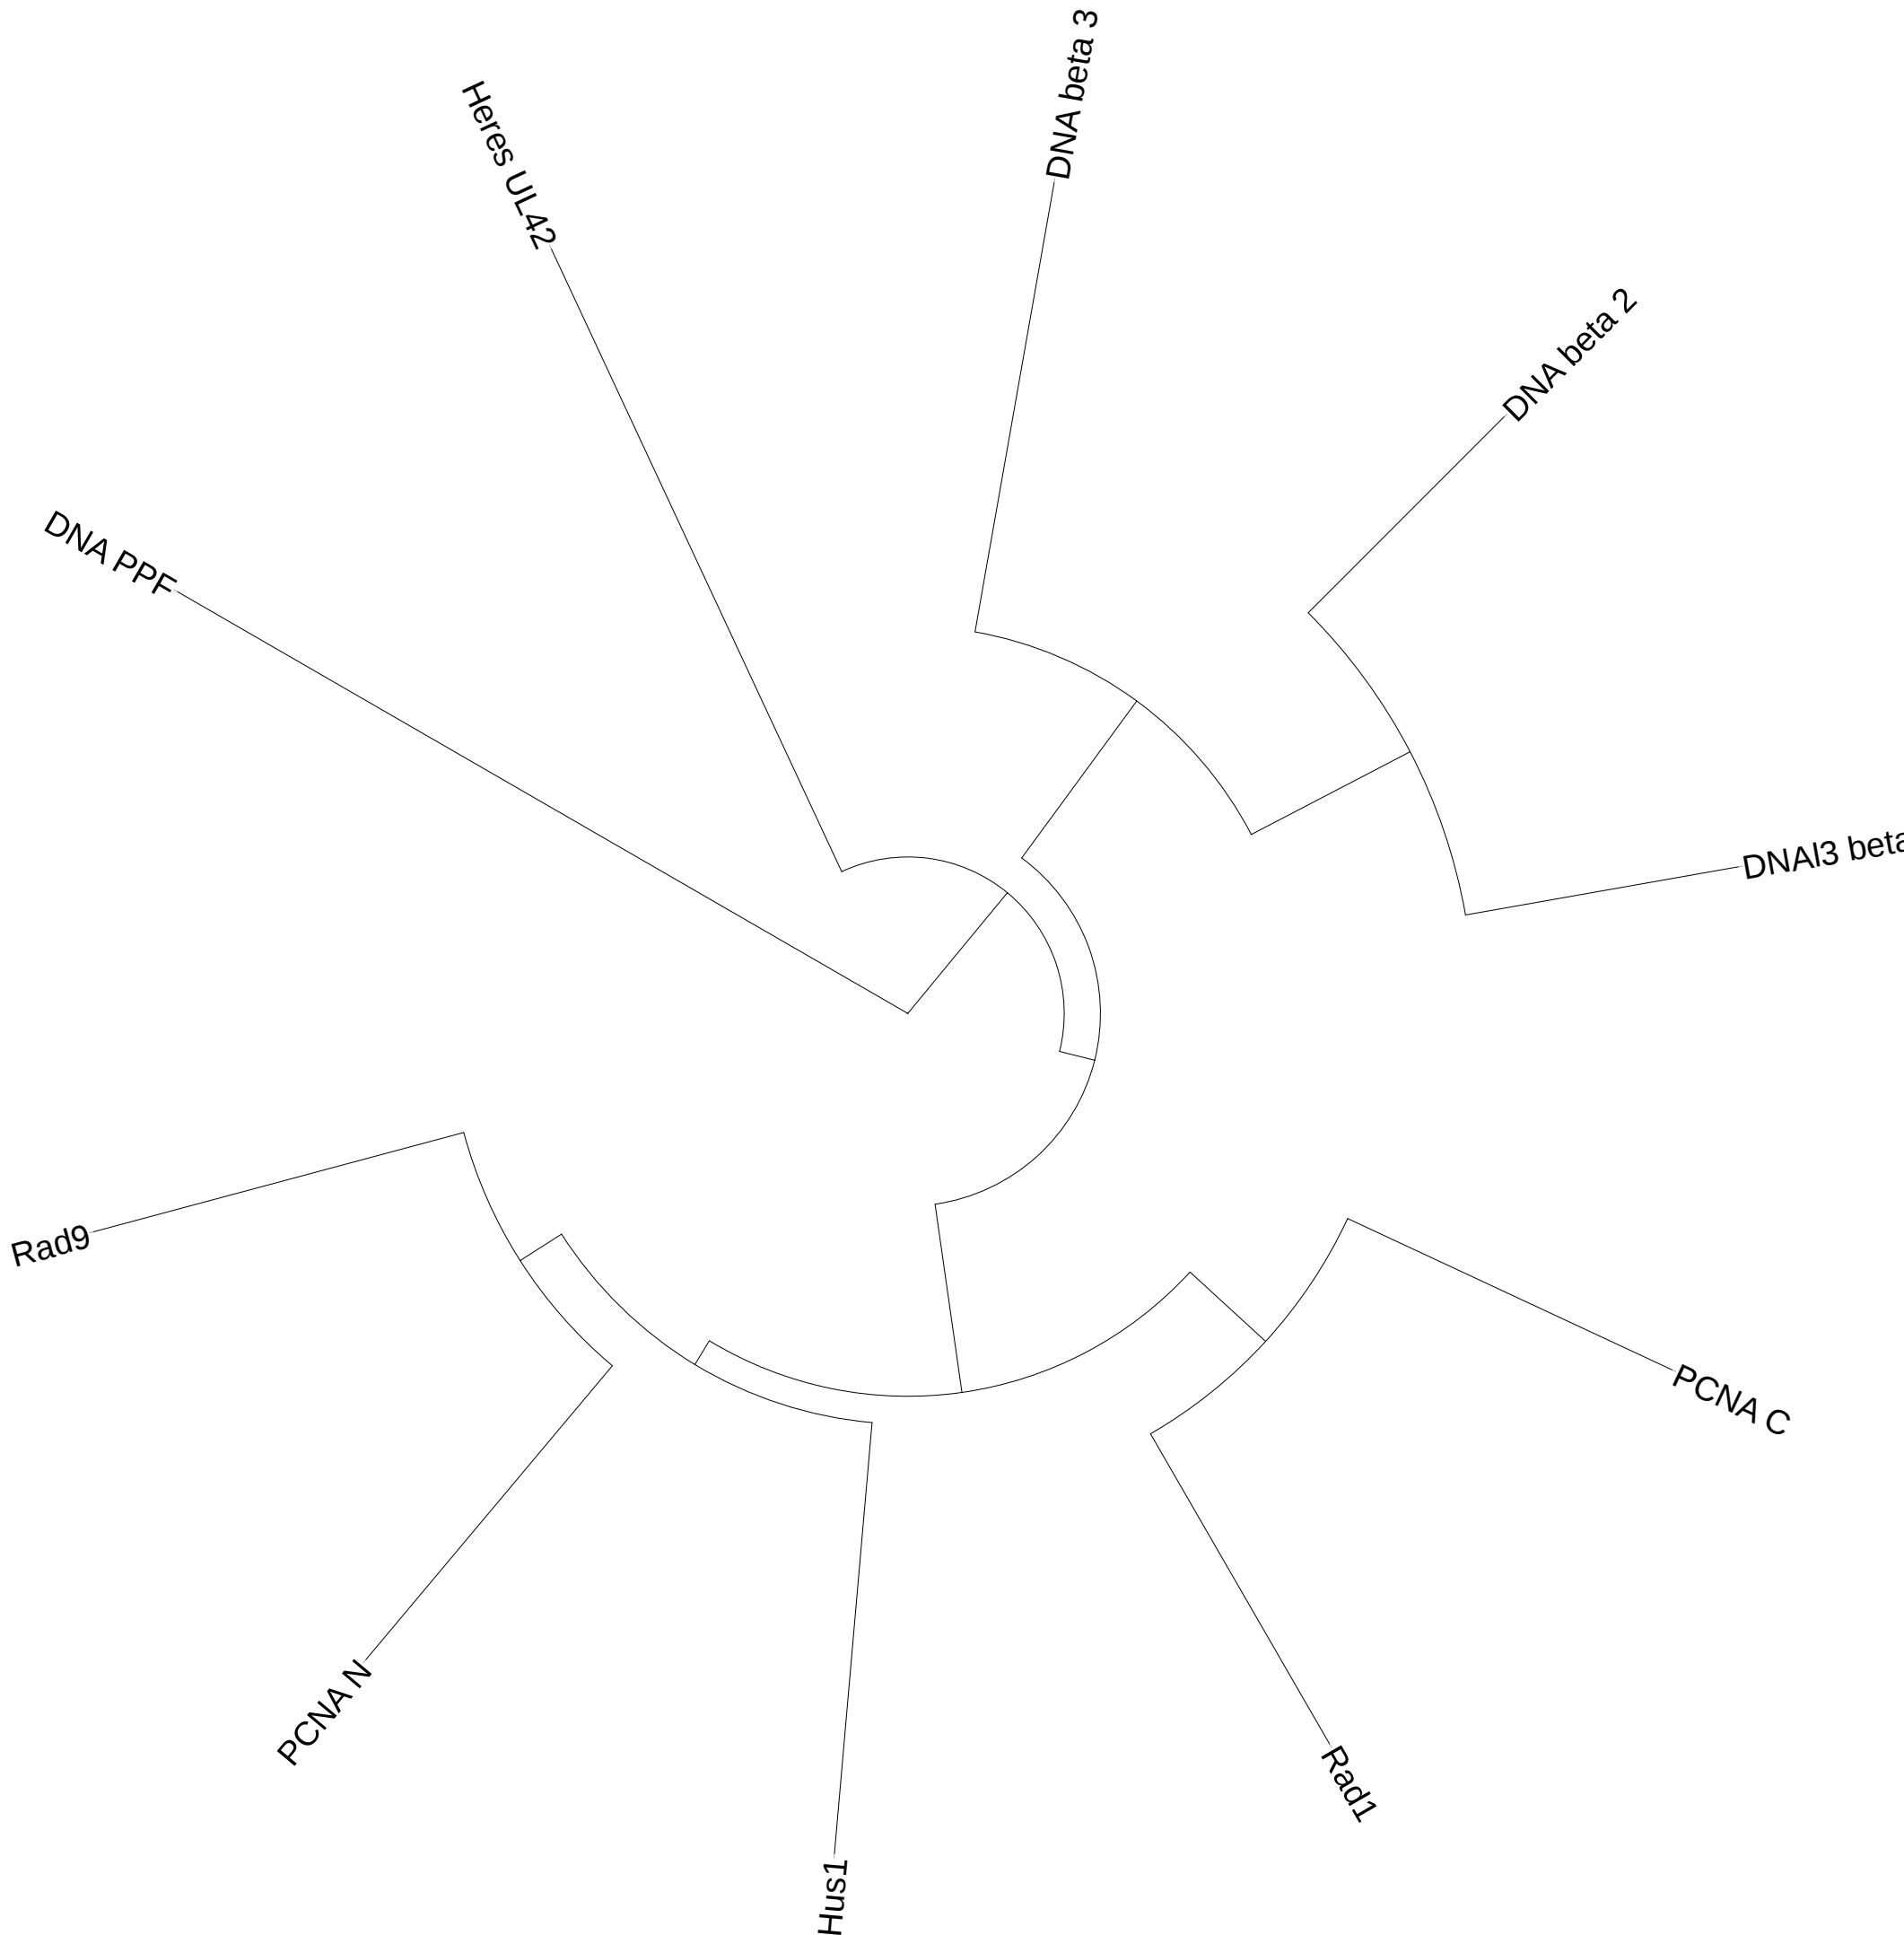 DNA beta 3
Heres UL42
DNA beta 2
DNA PPF
DNAl3 beta
Rad9
PCNA C
PCNA N
Rad1
Hus1